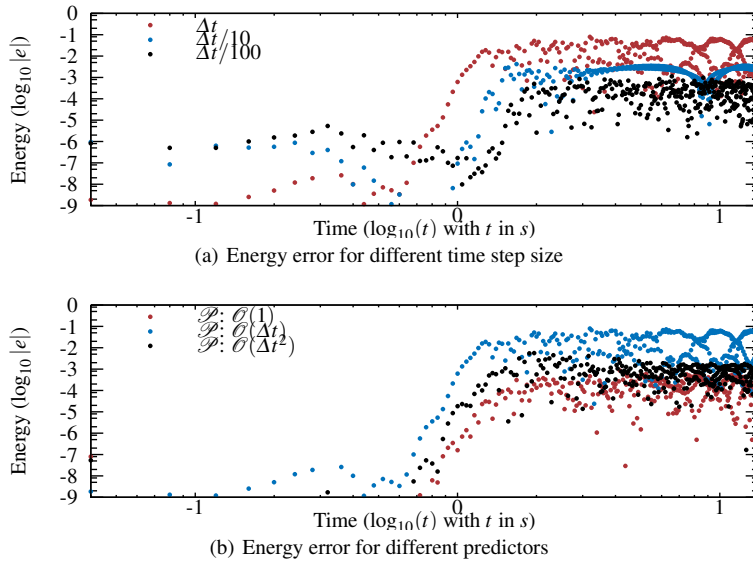 0
-1
-2
-3
-4
-5
-6
-7
-8
-9
Energy (log₁₀ |e|)
Δt
Δt/10
Δt/100
-1
0
1
Time (log₁₀(t) with t in s)
(a) Energy error for different time step size
0
-1
-2
-3
-4
-5
-6
-7
-8
-9
Energy (log₁₀ |e|)
𝒫: 𝒪(1)
𝒫: 𝒪(Δt)
𝒫: 𝒪(Δt²)
-1
0
1
Time (log₁₀(t) with t in s)
(b) Energy error for different predictors